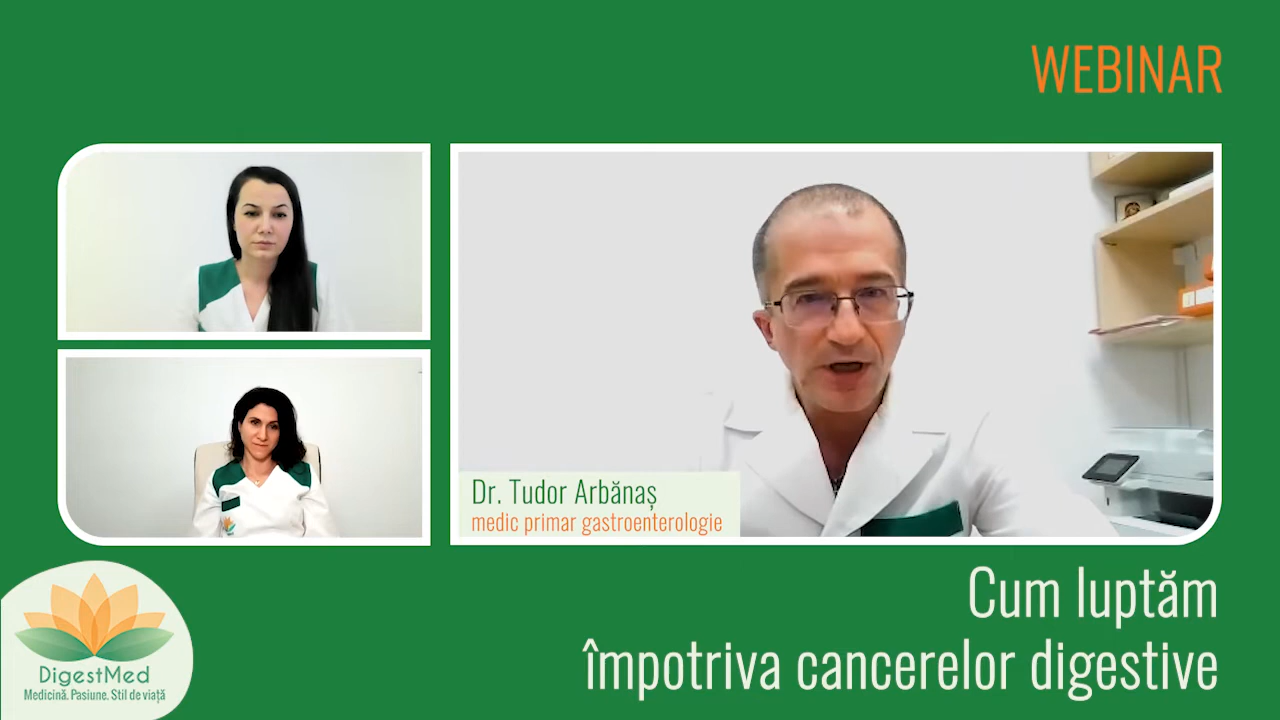 WEBINAR
Dr. Tudor Arbănaș
medic primar gastroenterologie
Cum luptăm
împotriva cancerelor digestive
DigestMed
Medicină. Pasiune. Stil de viață